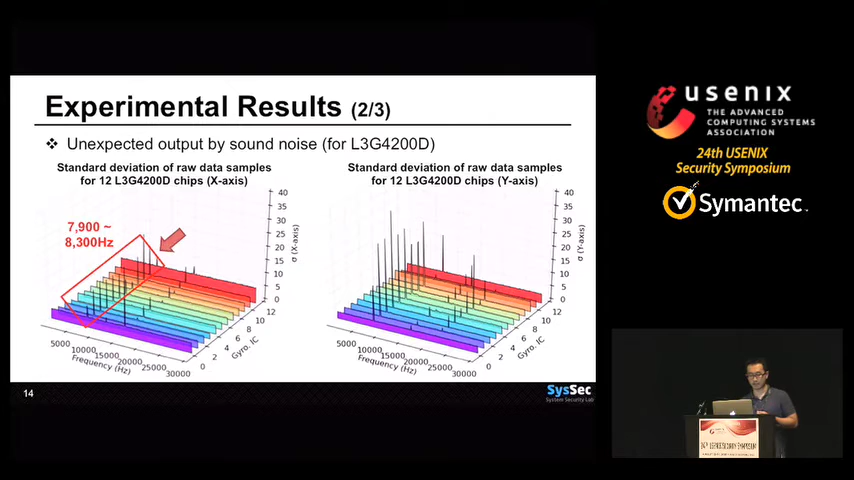 Experimental Results (2/3)
❖ Unexpected output by sound noise (for L3G4200D)
Standard deviation of raw data samples
for 12 L3G4200D chips (X-axis)
7,900 ~
8,300Hz
40
35
30
25
20
15
10
5
0
σ (X-axis)
5000
10000
15000
20000
25000
30000
Frequency (Hz)
0
2
4
6
8
10
12
Gyro. IC
Standard deviation of raw data samples
for 12 L3G4200D chips (Y-axis)
40
35
30
25
20
15
10
5
0
σ (Y-axis)
5000
10000
15000
20000
25000
30000
Frequency (Hz)
0
2
4
6
8
10
12
Gyro. IC
14
SysSec
System Security Lab
usenix
THE ADVANCED
COMPUTING SYSTEMS
ASSOCIATION
24th USENIX
Security Symposium
Symantec.
24TH USENIX SECURITY SYMPOSIUM